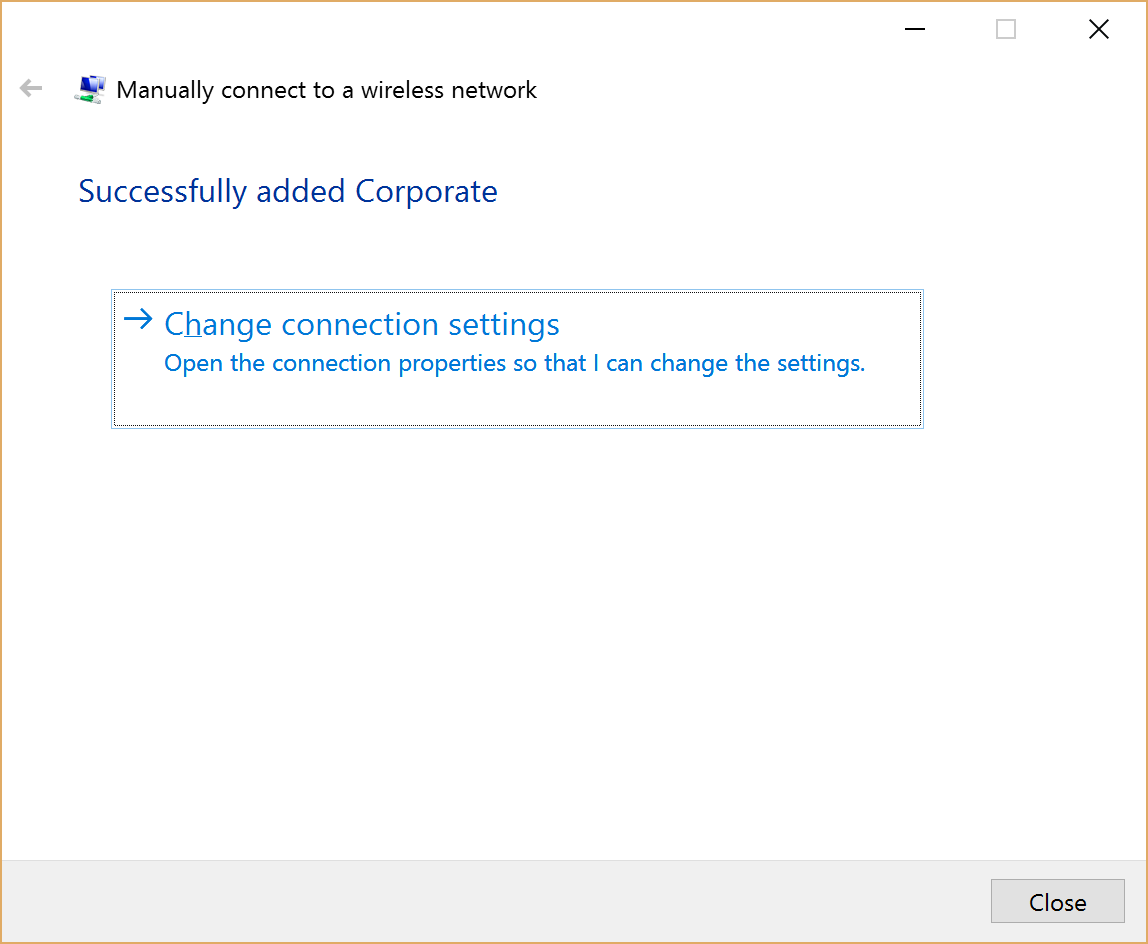 Manually connect to a wireless network
Successfully added Corporate
Change connection settings
Open the connection properties so that I can change the settings.
Close